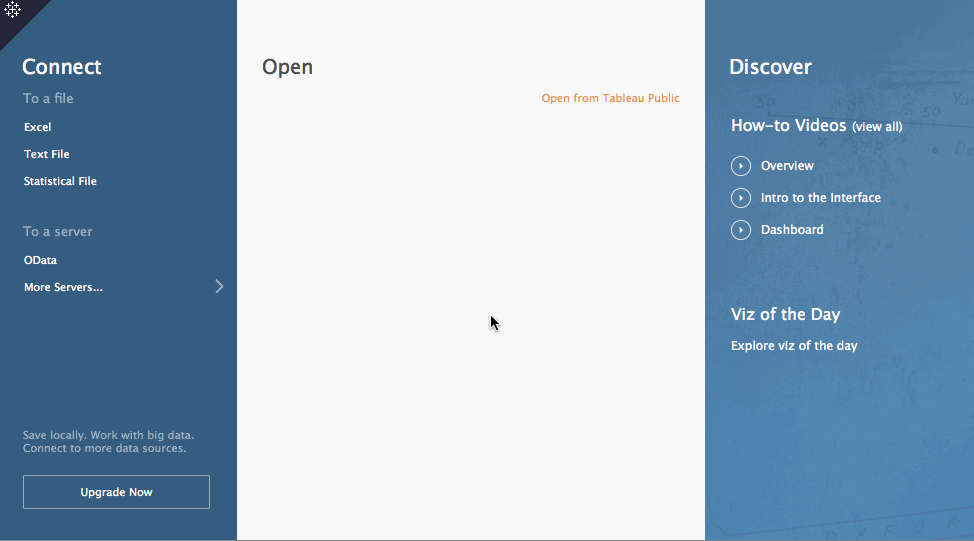 Connect
To a file
Excel
Text File
Statistical File
To a server
OData
More Servers...
Save locally. Work with big data.
Connect to more data sources.
Upgrade Now
Open
Open from Tableau Public
Discover
How-to Videos (view all)
Overview
Intro to the Interface
Dashboard
Viz of the Day
Explore viz of the day